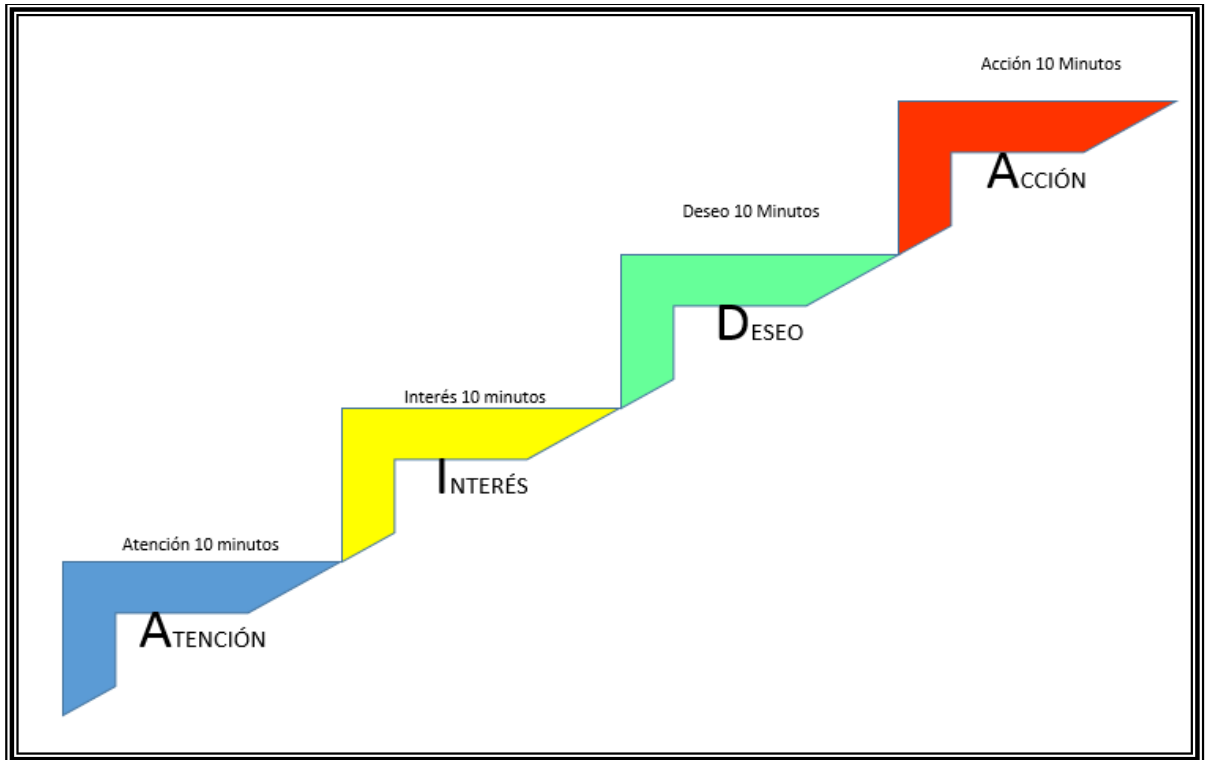 Acción 10 Minutos
ACCIÓN
Deseo 10 Minutos
DESEO
Interés 10 minutos
INTERÉS
Atención 10 minutos
ATENCIÓN